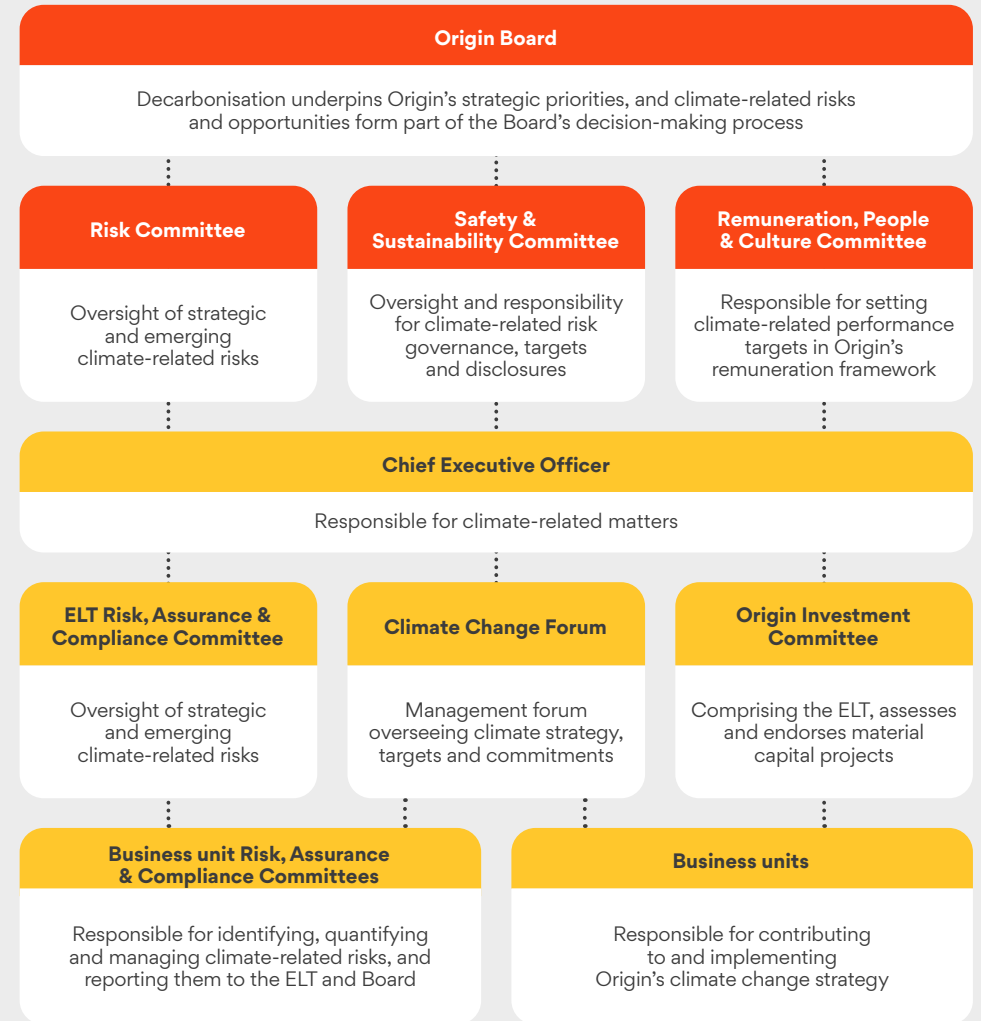 Origin Board
Decarbonisation underpins Origin's strategic priorities, and climate-related risks
and opportunities form part of the Board's decision-making process
Risk Committee
Oversight of strategic
and emerging
climate-related risks
Safety &
Sustainability Committee
Oversight and responsibility
for climate-related risk
governance, targets
and disclosures
Remuneration, People
& Culture Committee
Responsible for setting
climate-related performance
targets in Origin's
remuneration framework
Chief Executive Officer
Responsible for climate-related matters
ELT Risk, Assurance &
Compliance Committee
Oversight of strategic
and emerging
climate-related risks
Climate Change Forum
Management forum
overseeing climate strategy,
targets and commitments
Origin Investment
Committee
Comprising the ELT, assesses
and endorses material
capital projects
Business unit Risk, Assurance
& Compliance Committees
Responsible for identifying, quantifying
and managing climate-related risks, and
reporting them to the ELT and Board
Business units
Responsible for contributing
to and implementing
Origin's climate change strategy